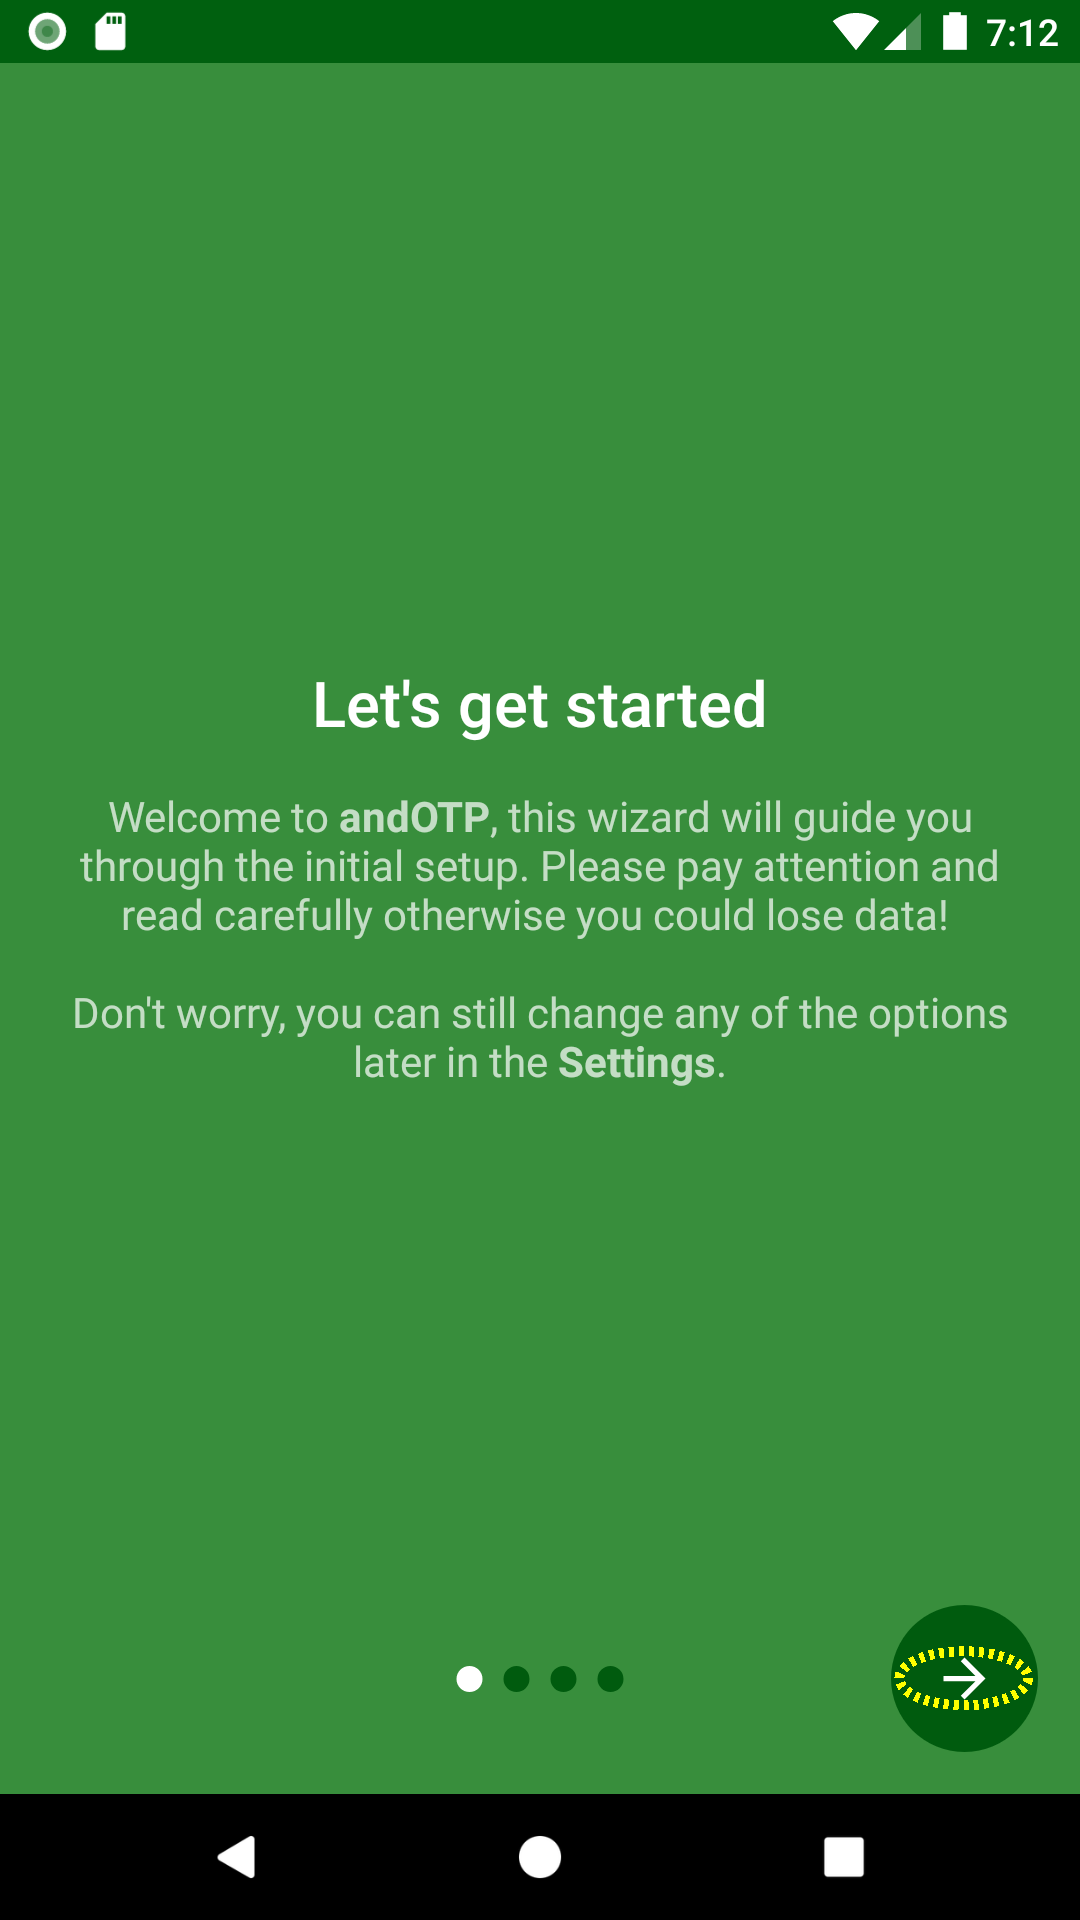 7:12
Let's get started
Welcome to andOTP, this wizard will guide you
through the initial setup. Please pay attention and
read carefully otherwise you could lose data!
Don't worry, you can still change any of the options
later in the Settings.